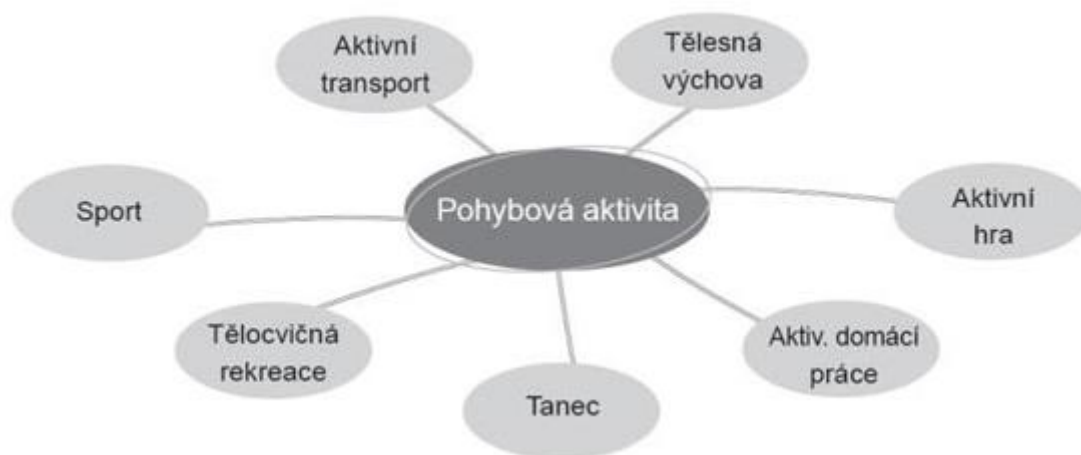 Aktivní
transport
Tělesná
výchova
Sport
Pohybová aktivita
Aktivní
hra
Tělocvičná
rekreace
Tanec
Aktiv. domácí
práce